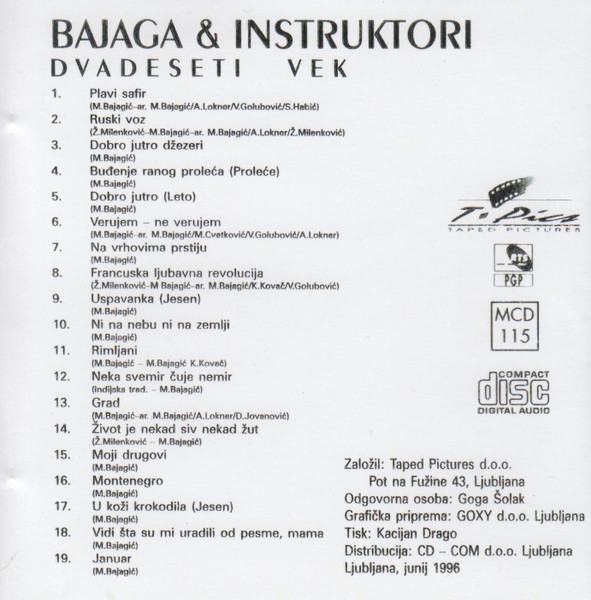 BAJAGA & INSTRUKTORI
DVADESETI VEK
1. Plavi safir
(M.Bajagić-ar. M.Bajagić/A.Lokner/V.Golubović/S.Habić)
2. Ruski voz
(Ž.Milenković-M.Bajagić-ar. M.Bajagić/A.Lokner/Ž.Milenković)
3. Dobro jutro džezeri
(M.Bajagić)
4. Buđenje ranog proleća (Proleće)
(M.Bajagić)
5. Dobro jutro (Leto)
(M.Bajagić)
6. Verujem - ne verujem
(M.Bajagić-ar. M.Bajagić/M.Cvetković/V.Golubović/A.Lokner)
7. Na vrhovima prstiju
(M.Bajagić)
8. Francuska ljubavna revolucija
(Ž.Milenković-M Bajagić-ar. M.Bajagić/K.Kovač/V.Golubović)
9. Uspavanka (Jesen)
(M.Bajagić)
10. Ni na nebu ni na zemlji
(M.Bajagić)
11. Rimljani
(M.Bajagić - M.Bajagić K.Kovač)
12. Neka svemir čuje nemir
(Indijska trad. - M.Bajagić)
13. Grad
(M.Bajagić-ar. M.Bajagić/A.Lokner/D.Jovanović)
14. Život je nekad siv nekad žut
(Ž.Milenković - M.Bajagić)
15. Moji drugovi
(M.Bajagić)
16. Montenegro
(M.Bajagić)
17. U koži krokodila (Jesen)
(M.Bajagić)
18. Vidi šta su mi uradili od pesme, mama
(M.Bajagić)
19. Januar
(M.Bajagić)
T. Pics
TAPED PICTURES
PGP
MCD
115
COMPACT
disc
DIGITAL AUDIO
Založil: Taped Pictures d.o.o.
Pot na Fužine 43, Ljubljana
Odgovorna osoba: Goga Šolak
Grafička priprema: GOXY d.o.o. Ljubljana
Tisk: Kacijan Drago
Distribucija: CD - COM d.o.o. Ljubljana
Ljubljana, junij 1996